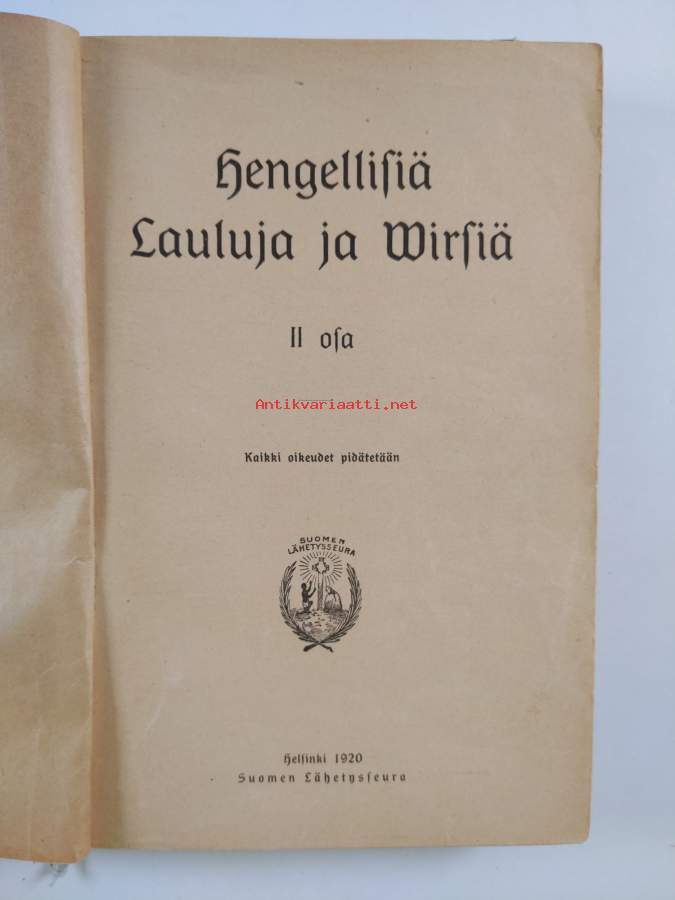 Hengelliſiä
Lauluja ja Wirſiä
II oſa
Antikvariaatti.net
Kaikki oikeudet pidätetään
SUOMEN
LÄHETYSSEURA
Helſinki 1920
Suomen Lähetysſeura